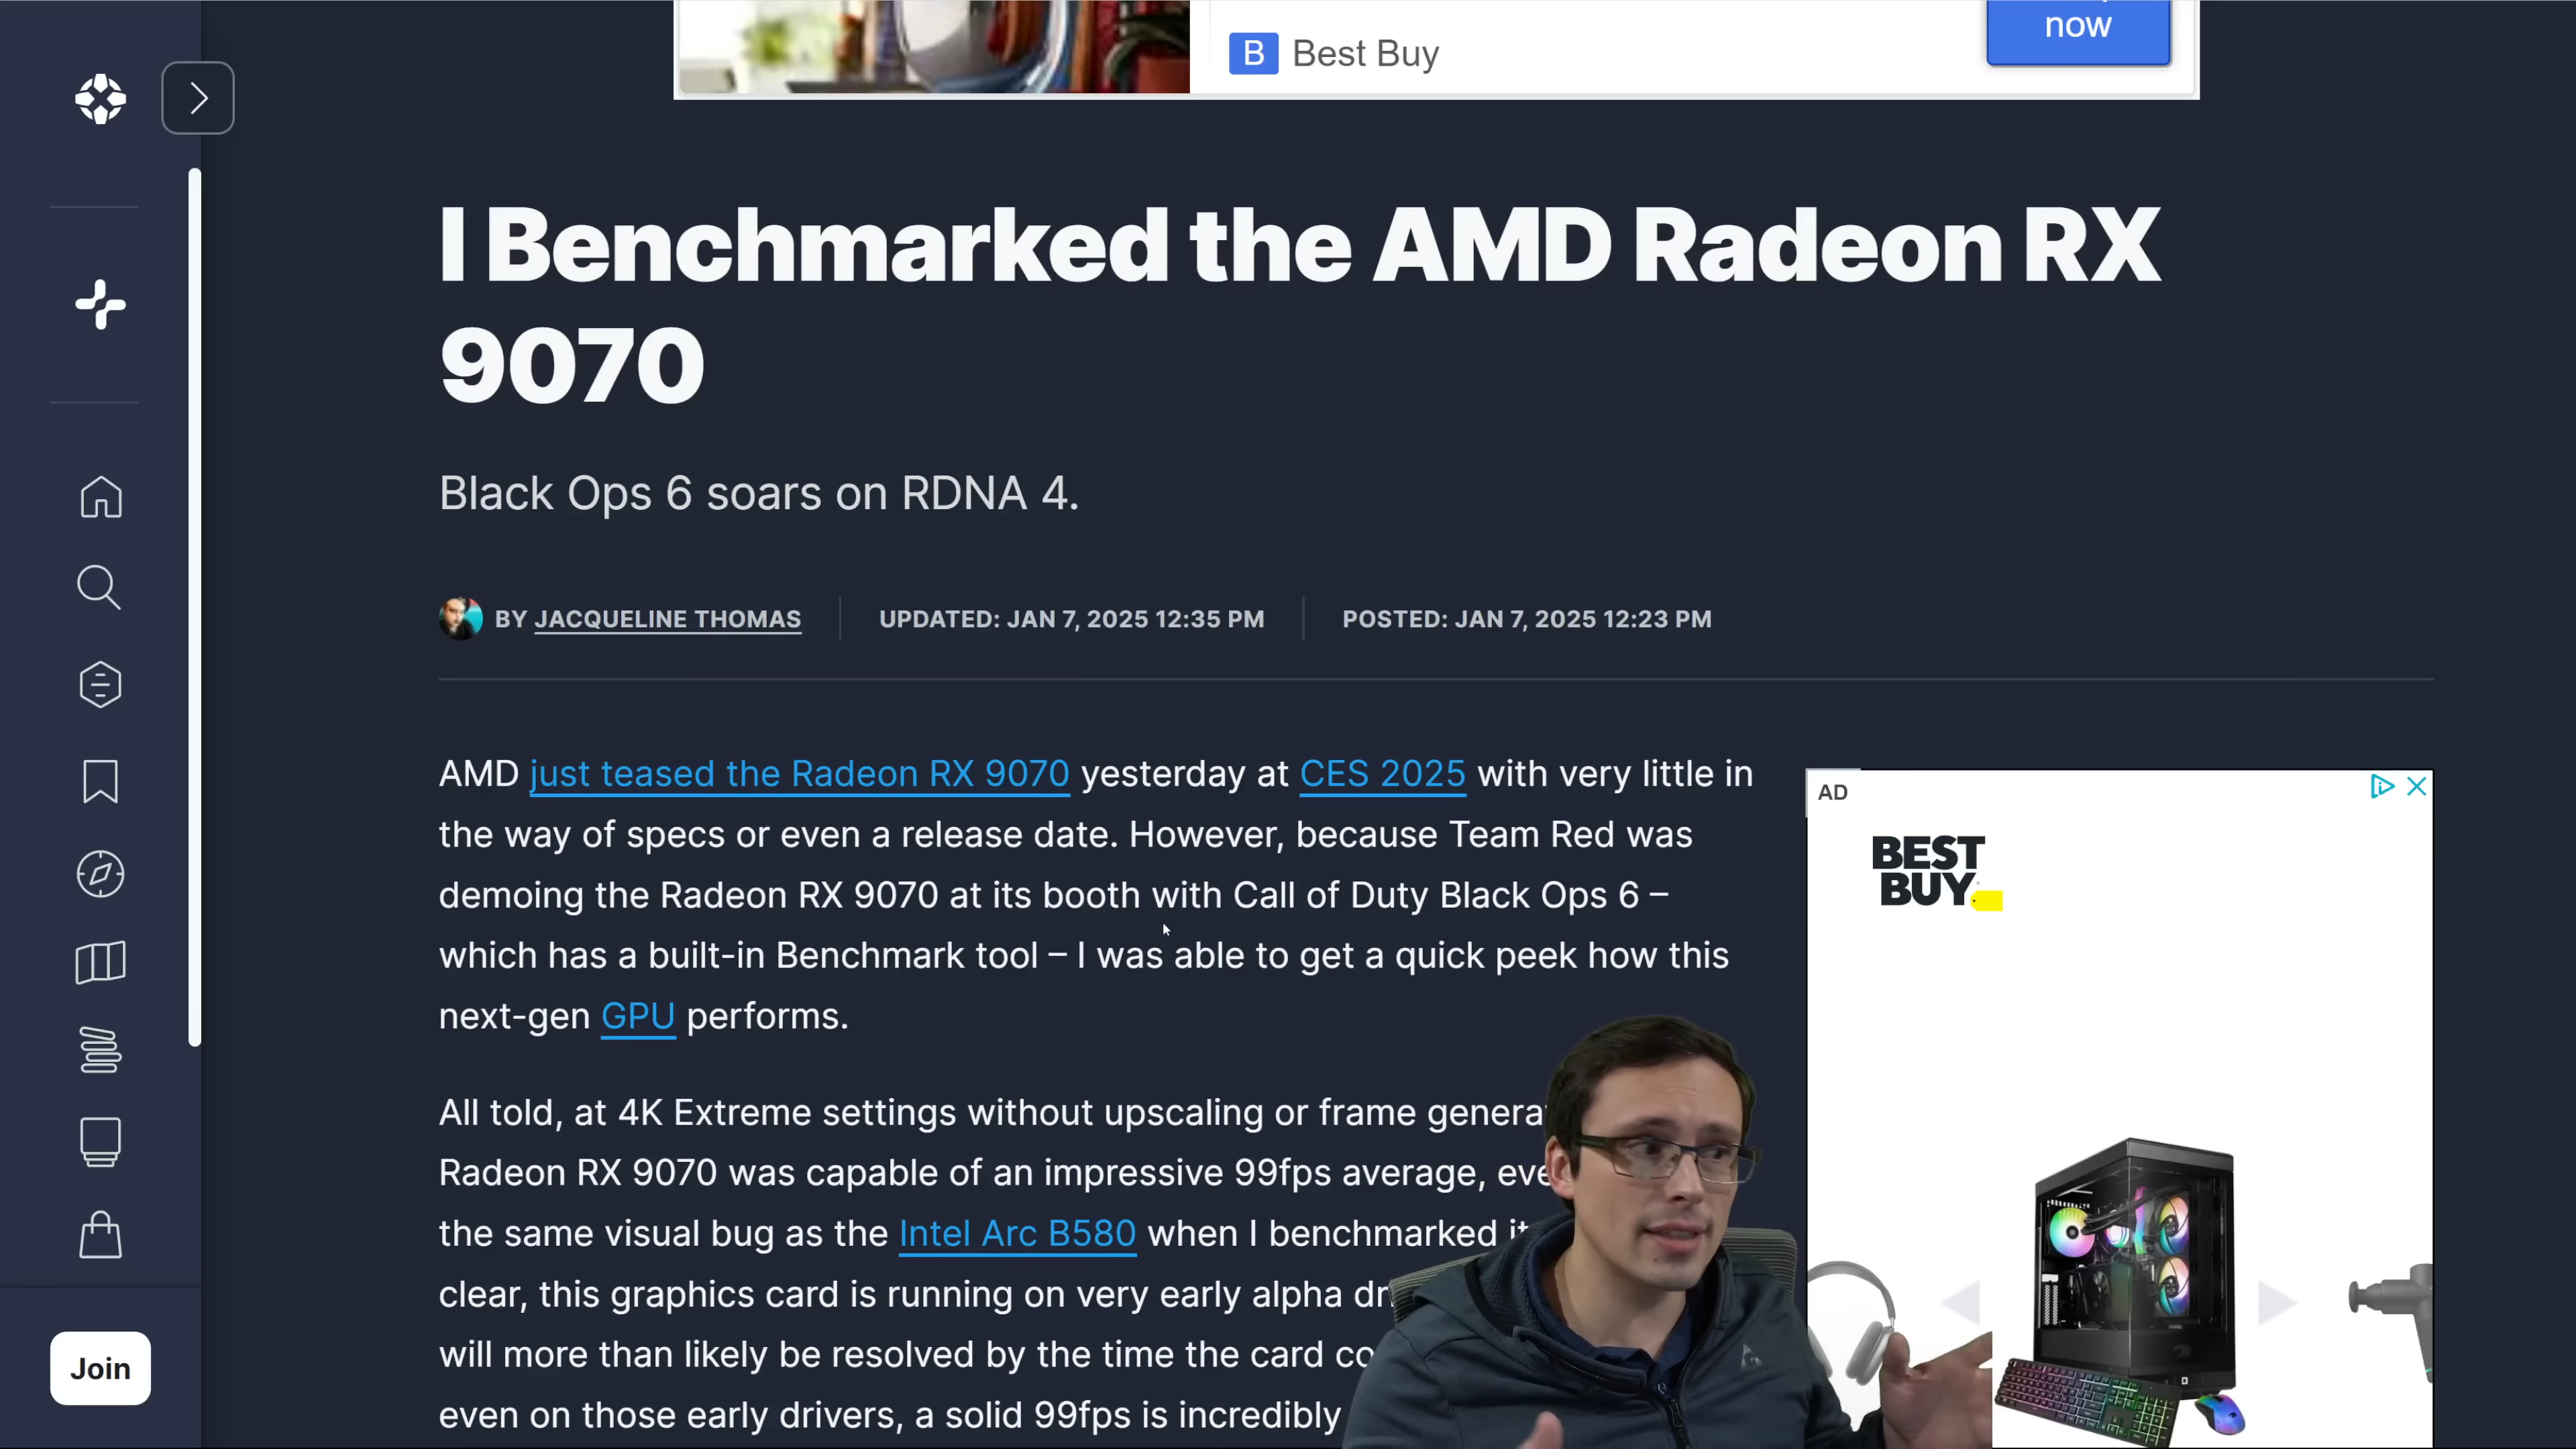 now
B Best Buy
I Benchmarked the AMD Radeon RX
9070
Black Ops 6 soars on RDNA 4.
BY JACQUELINE THOMAS
UPDATED: JAN 7, 2025 12:35 PM
POSTED: JAN 7, 2025 12:23 PM
AMD just teased the Radeon RX 9070 yesterday at CES 2025 with very little in
the way of specs or even a release date. However, because Team Red was
demoing the Radeon RX 9070 at its booth with Call of Duty Black Ops 6 –
which has a built-in Benchmark tool – I was able to get a quick peek how this
next-gen GPU performs.
All told, at 4K Extreme settings without upscaling or frame
Radeon RX 9070 was capable of an impressive 99fps average,
the same visual bug as the Intel Arc B580 when I benchmarked it
clear, this graphics card is running on very early alpha
will more than likely be resolved by the time the card
even on those early drivers, a solid 99fps is incredibly
AD
BEST
BUY
Join